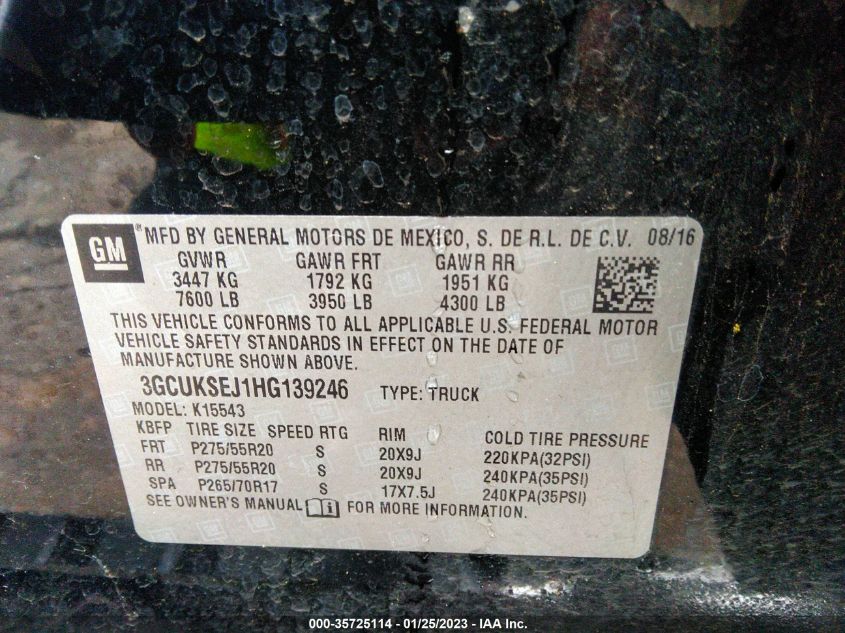 GM ® MFD BY GENERAL MOTORS DE MEXICO, S. DE R.L. DE C.V. 08/16
GVWR GAWR FRT GAWR RR
3447 KG 1792 KG 1951 KG
7600 LB 3950 LB 4300 LB
THIS VEHICLE CONFORMS TO ALL APPLICABLE U.S. FEDERAL MOTOR
VEHICLE SAFETY STANDARDS IN EFFECT ON THE DATE OF
MANUFACTURE SHOWN ABOVE.
3GCUKSEJ1HG139246 TYPE: TRUCK
MODEL: K15543
KBFP TIRE SIZE SPEED RTG RIM COLD TIRE PRESSURE
FRT P275/55R20 S 20X9J 220KPA(32PSI)
RR P275/55R20 S 20X9J 240KPA(35PSI)
SPA P265/70R17 S 17X7.5J 240KPA(35PSI)
SEE OWNER'S MANUAL FOR MORE INFORMATION.
000-35725114 - 01/25/2023 - IAA Inc.